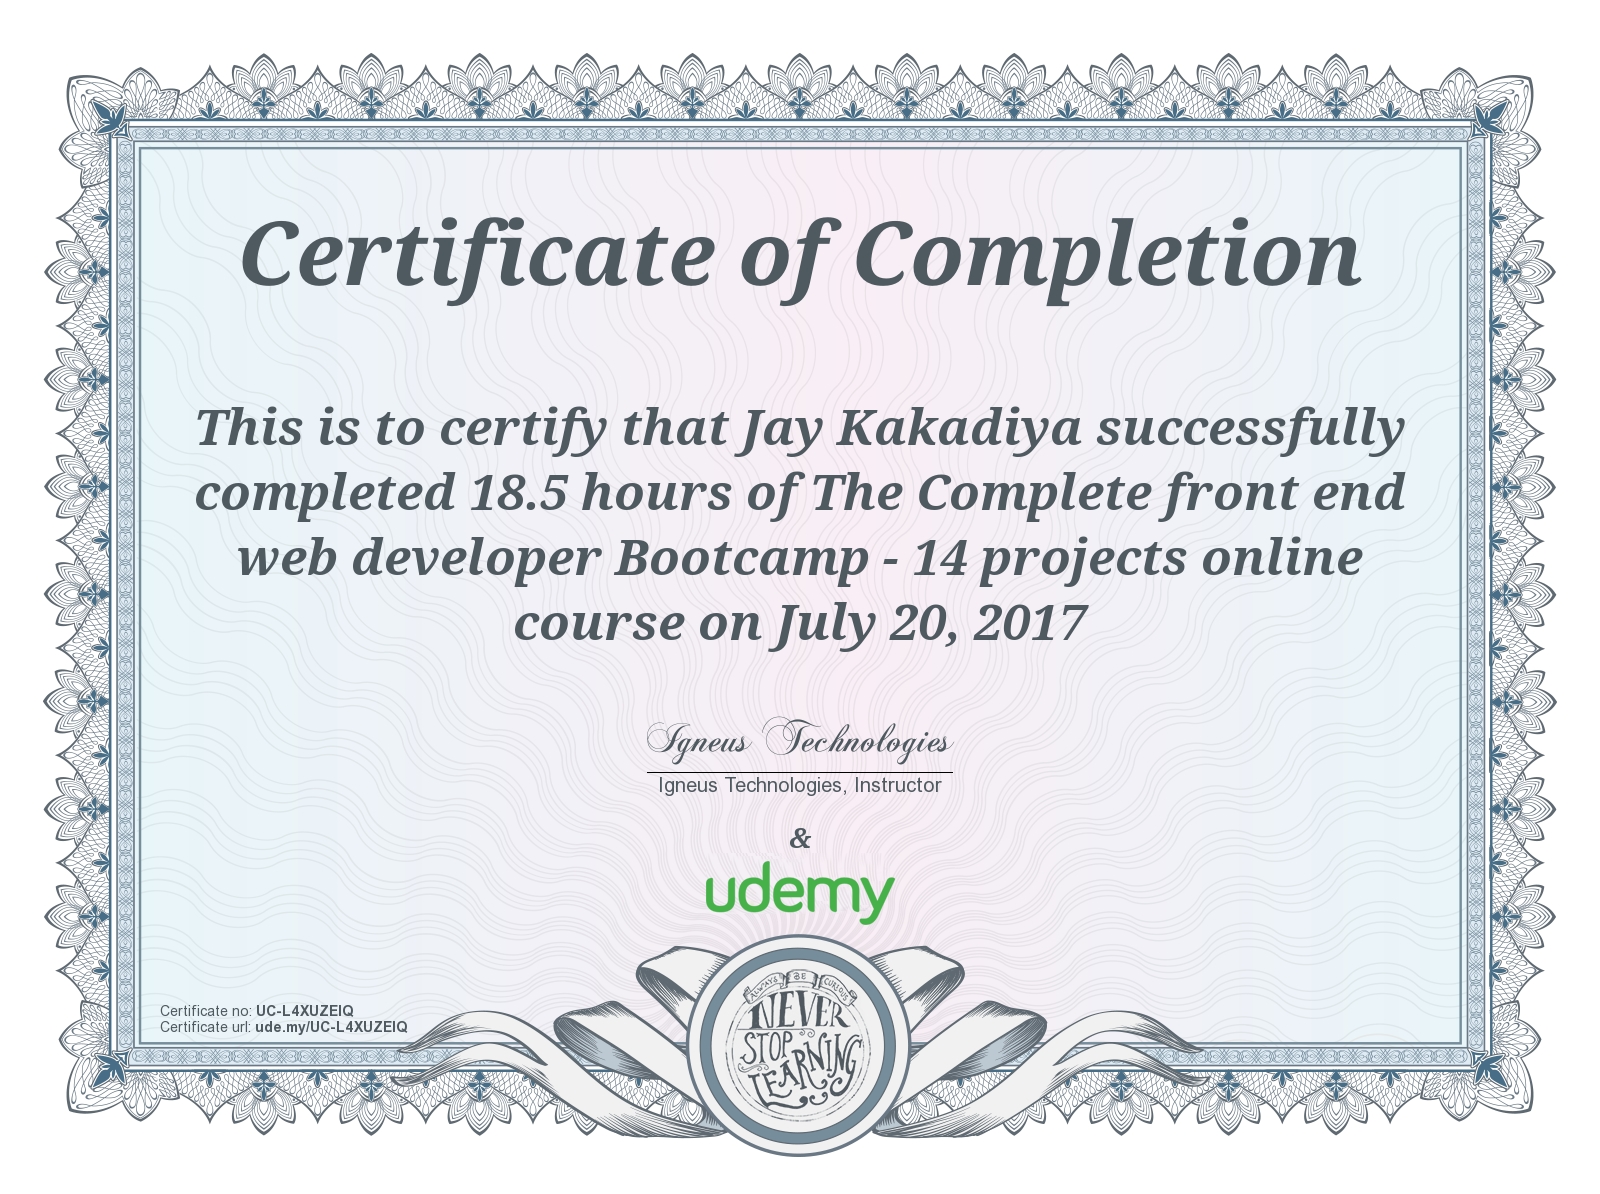 Certificate of Completion
This is to certify that Jay Kakadiya successfully
completed 18.5 hours of The Complete front end
web developer Bootcamp - 14 projects online
course on July 20, 2017
Igneus Technologies
Igneus Technologies, Instructor
&
udemy
Certificate no: UC-L4XUZEIQ
Certificate url: ude.my/UC-L4XUZEIQ
ALWAYS BE CURIOUS
NEVER
STOP
LEARNING